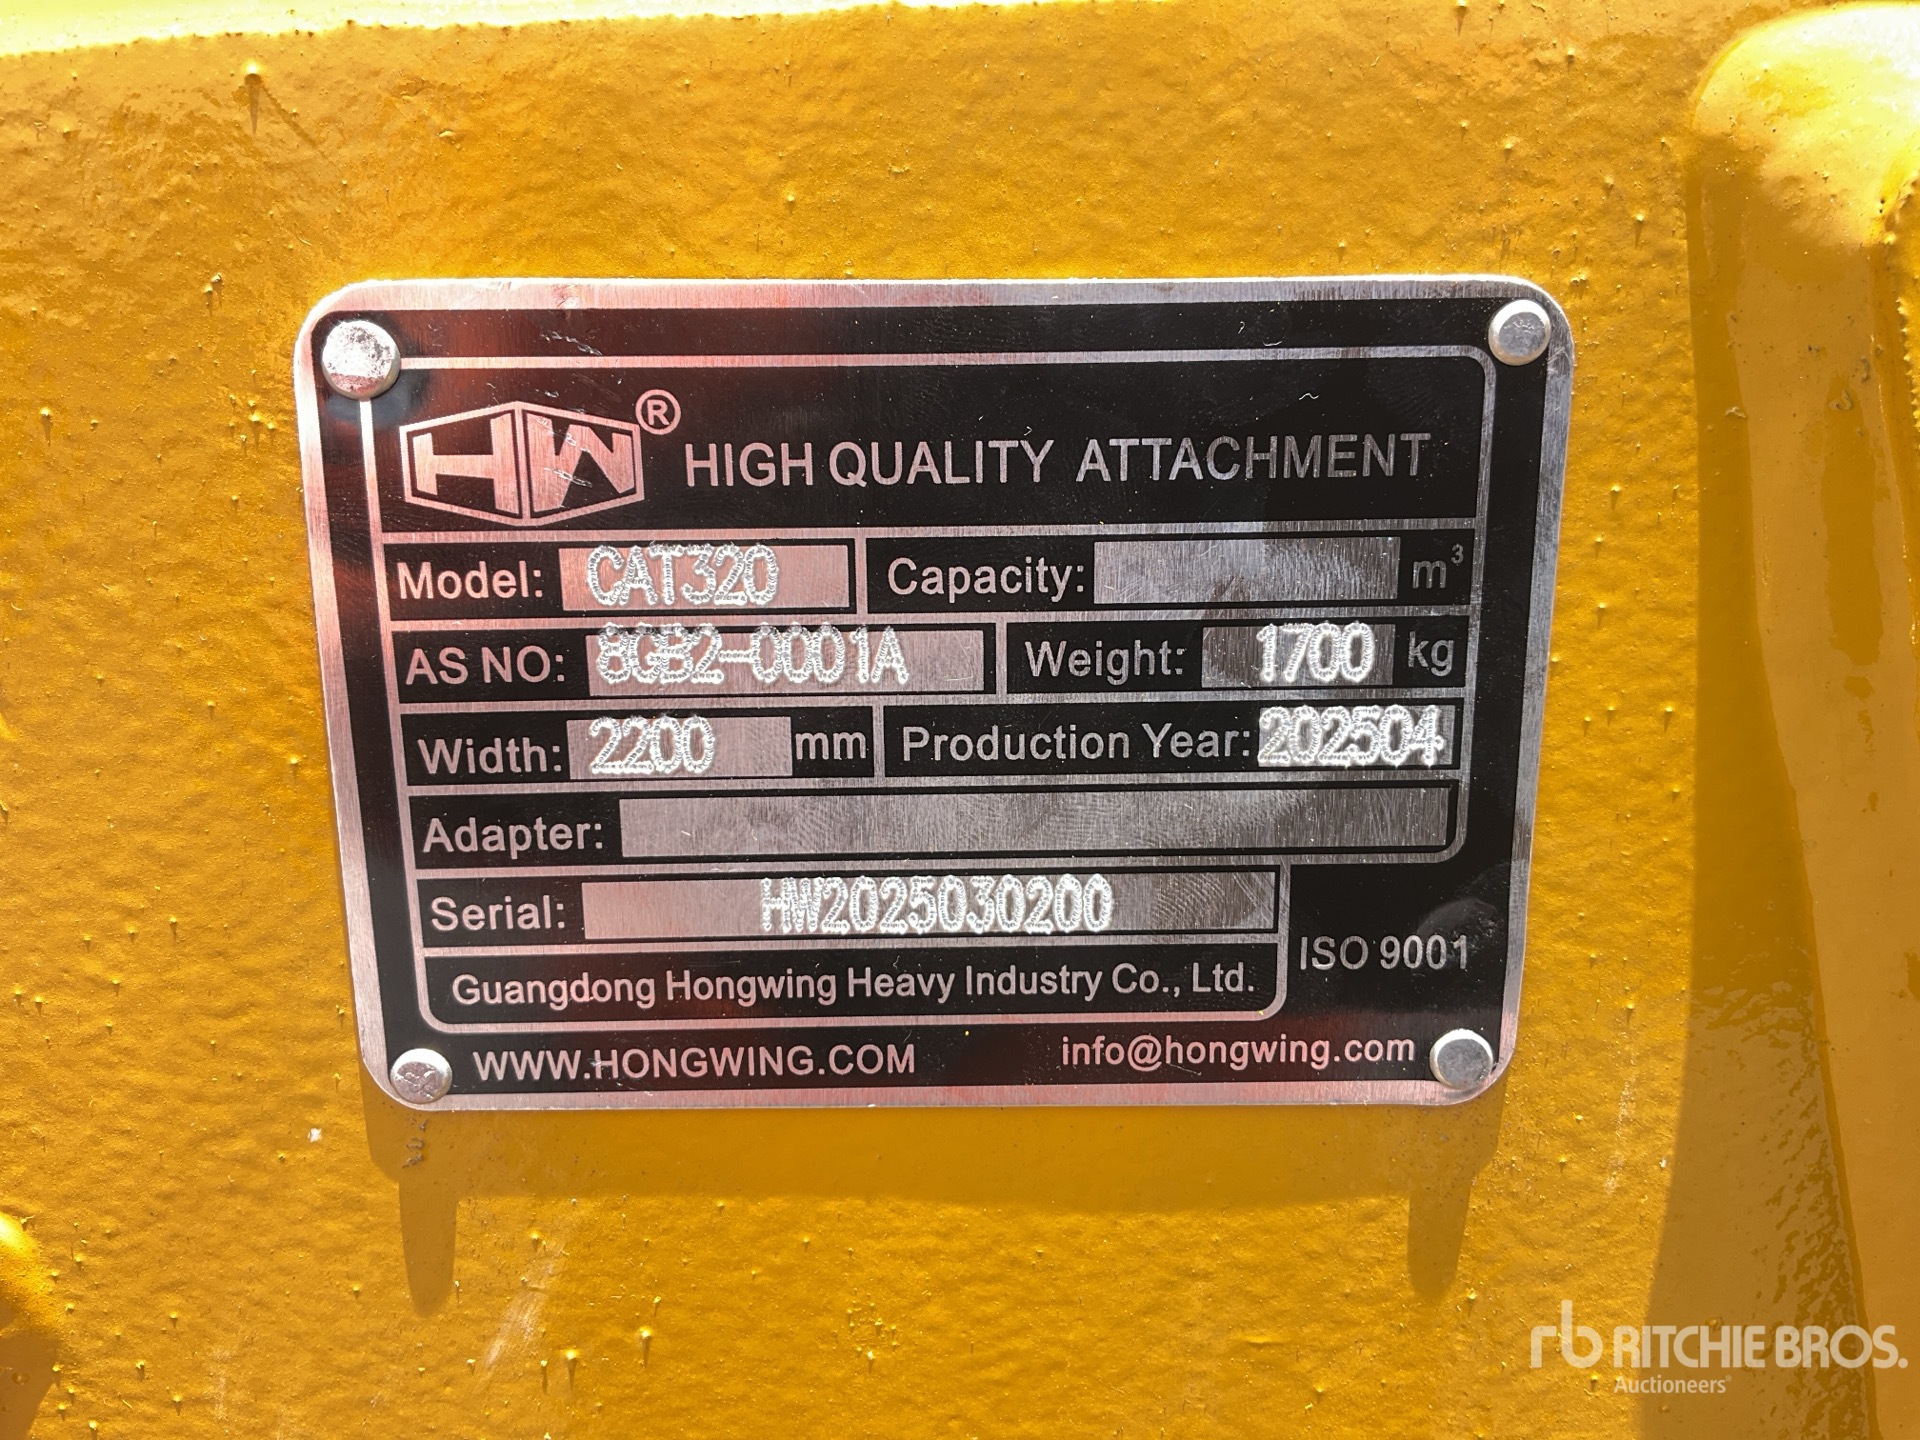 HW® HIGH QUALITY ATTACHMENT
Model: CAT320 Capacity: m³
AS NO: 8GB2-0001A Weight: 1700 kg
Width: 2200 mm Production Year: 202504
Adapter:
Serial: HW2025030200
ISO 9001
Guangdong Hongwing Heavy Industry Co., Ltd.
WWW.HONGWING.COM info@hongwing.com
rb RITCHIE BROS.
Auctioneers